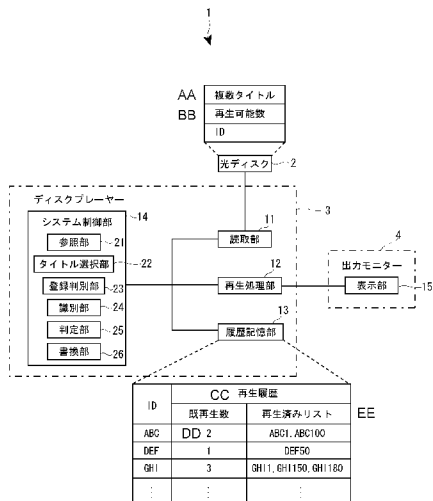 1
AA 複数タイトル
BB 再生可能数
ID
光ディスク 2
ディスクプレーヤー
3
システム制御部 14
参照部 21
タイトル選択部 22
登録判別部 23
識別部 24
判定部 25
書換部 26
11
読取部
12
再生処理部
13
履歴記憶部
4
出力モニター
表示部 15
ID CC 再生履歴
既再生数 再生済みリスト EE
ABC DD 2 ABC1,ABC100
DEF 1 DEF50
GHI 3 GHI1,GHI150,GHI180